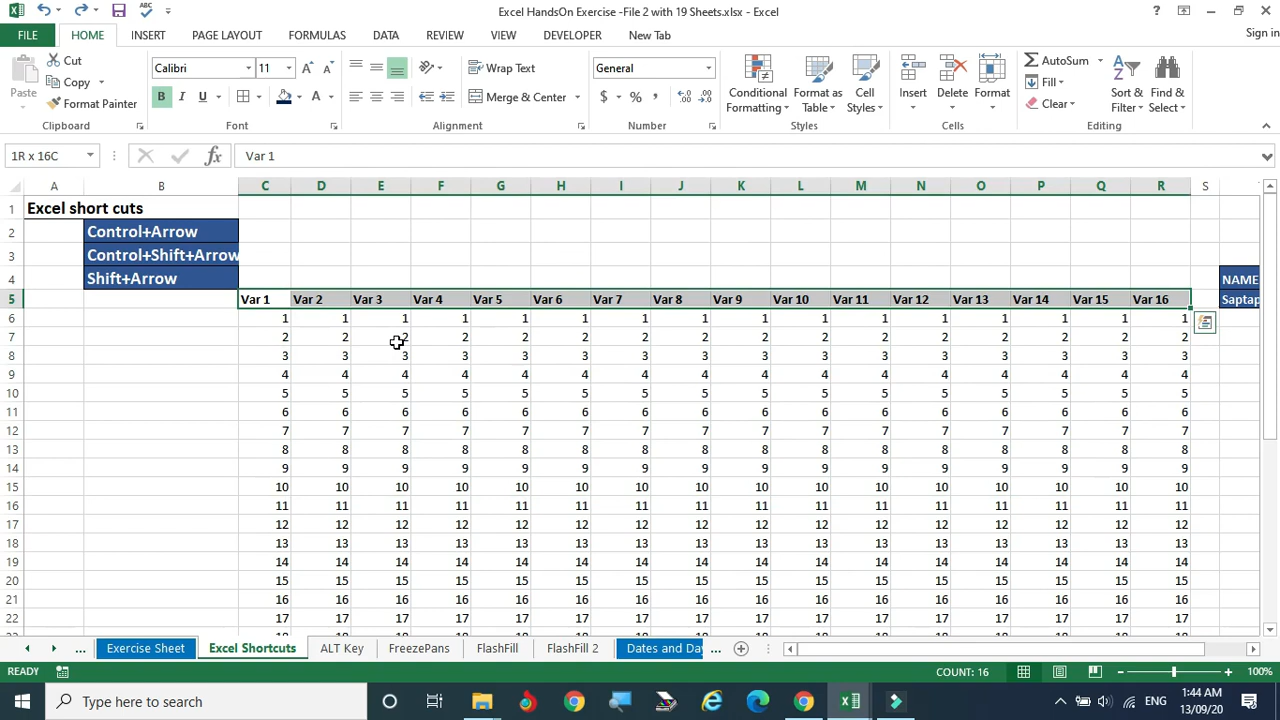 Excel HandsOn Exercise -File 2 with 19 Sheets.xlsx - Excel
Sign in
FILE HOME INSERT PAGE LAYOUT FORMULAS DATA REVIEW VIEW DEVELOPER New Tab
Paste
Cut
Copy
Format Painter
Clipboard
Calibri 11
B I U A
Font
Wrap Text
Merge & Center
Alignment
General
$ % ,
Number
Conditional Formatting
Format as Table
Cell Styles
Styles
Insert Delete Format
Cells
AutoSum
Fill
Clear
Sort & Filter
Find & Select
Editing
1R x 16C fx Var 1
A B C D E F G H I J K L M N O P Q R S
1 Excel short cuts
2 Control+Arrow
3 Control+Shift+Arrow
4 Shift+Arrow NAME
5 Var 1 Var 2 Var 3 Var 4 Var 5 Var 6 Var 7 Var 8 Var 9 Var 10 Var 11 Var 12 Var 13 Var 14 Var 15 Var 16 Saptap
6 1 1 1 1 1 1 1 1 1 1 1 1 1 1 1 1
7 2 2 2 2 2 2 2 2 2 2 2 2 2 2 2 2
8 3 3 3 3 3 3 3 3 3 3 3 3 3 3 3 3
9 4 4 4 4 4 4 4 4 4 4 4 4 4 4 4 4
10 5 5 5 5 5 5 5 5 5 5 5 5 5 5 5 5
11 6 6 6 6 6 6 6 6 6 6 6 6 6 6 6 6
12 7 7 7 7 7 7 7 7 7 7 7 7 7 7 7 7
13 8 8 8 8 8 8 8 8 8 8 8 8 8 8 8 8
14 9 9 9 9 9 9 9 9 9 9 9 9 9 9 9 9
15 10 10 10 10 10 10 10 10 10 10 10 10 10 10 10 10
16 11 11 11 11 11 11 11 11 11 11 11 11 11 11 11 11
17 12 12 12 12 12 12 12 12 12 12 12 12 12 12 12 12
18 13 13 13 13 13 13 13 13 13 13 13 13 13 13 13 13
19 14 14 14 14 14 14 14 14 14 14 14 14 14 14 14 14
20 15 15 15 15 15 15 15 15 15 15 15 15 15 15 15 15
21 16 16 16 16 16 16 16 16 16 16 16 16 16 16 16 16
22 17 17 17 17 17 17 17 17 17 17 17 17 17 17 17 17
... Exercise Sheet Excel Shortcuts ALT Key FreezePans FlashFill FlashFill 2 Dates and Day ...
READY COUNT: 16 100%
Type here to search
ENG
1:44 AM
13/09/20